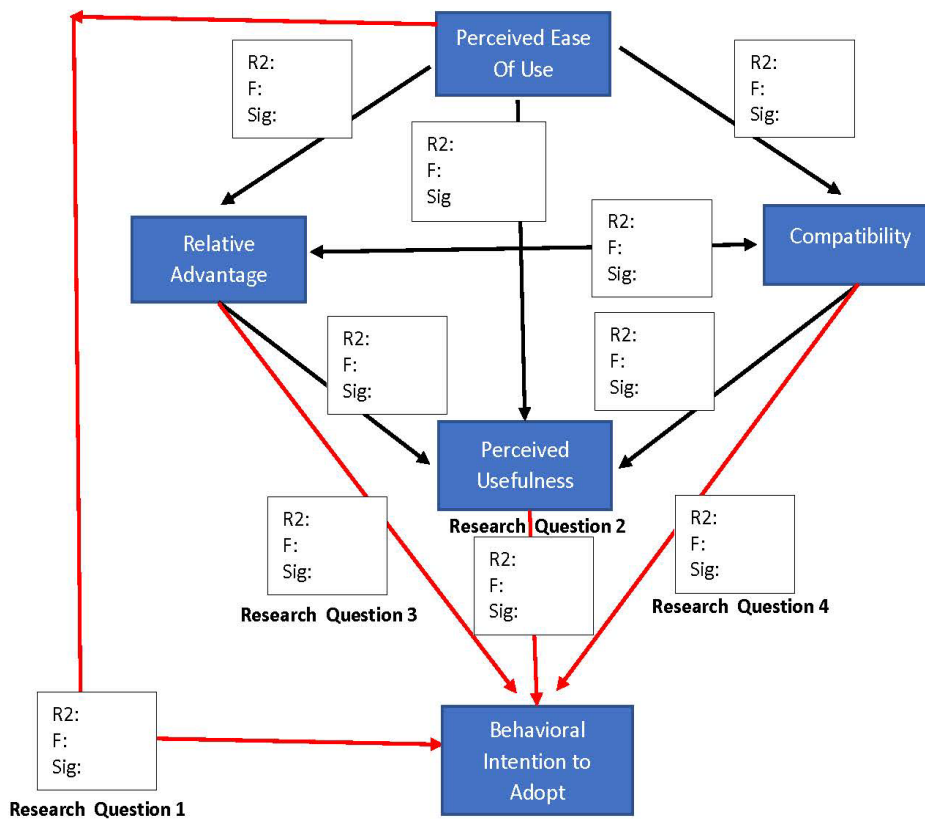 Perceived Ease
Of Use
R2:
F:
Sig:
R2:
F:
Sig:
R2:
F:
Sig
Relative
Advantage
R2:
F:
Sig:
Compatibility
R2:
F:
Sig:
R2:
F:
Sig:
Perceived
Usefulness
Research Question 2
R2:
F:
Sig:
Research Question 3
R2:
F:
Sig:
R2:
F:
Sig:
Research Question 4
R2:
F:
Sig:
Research Question 1
Behavioral
Intention to
Adopt